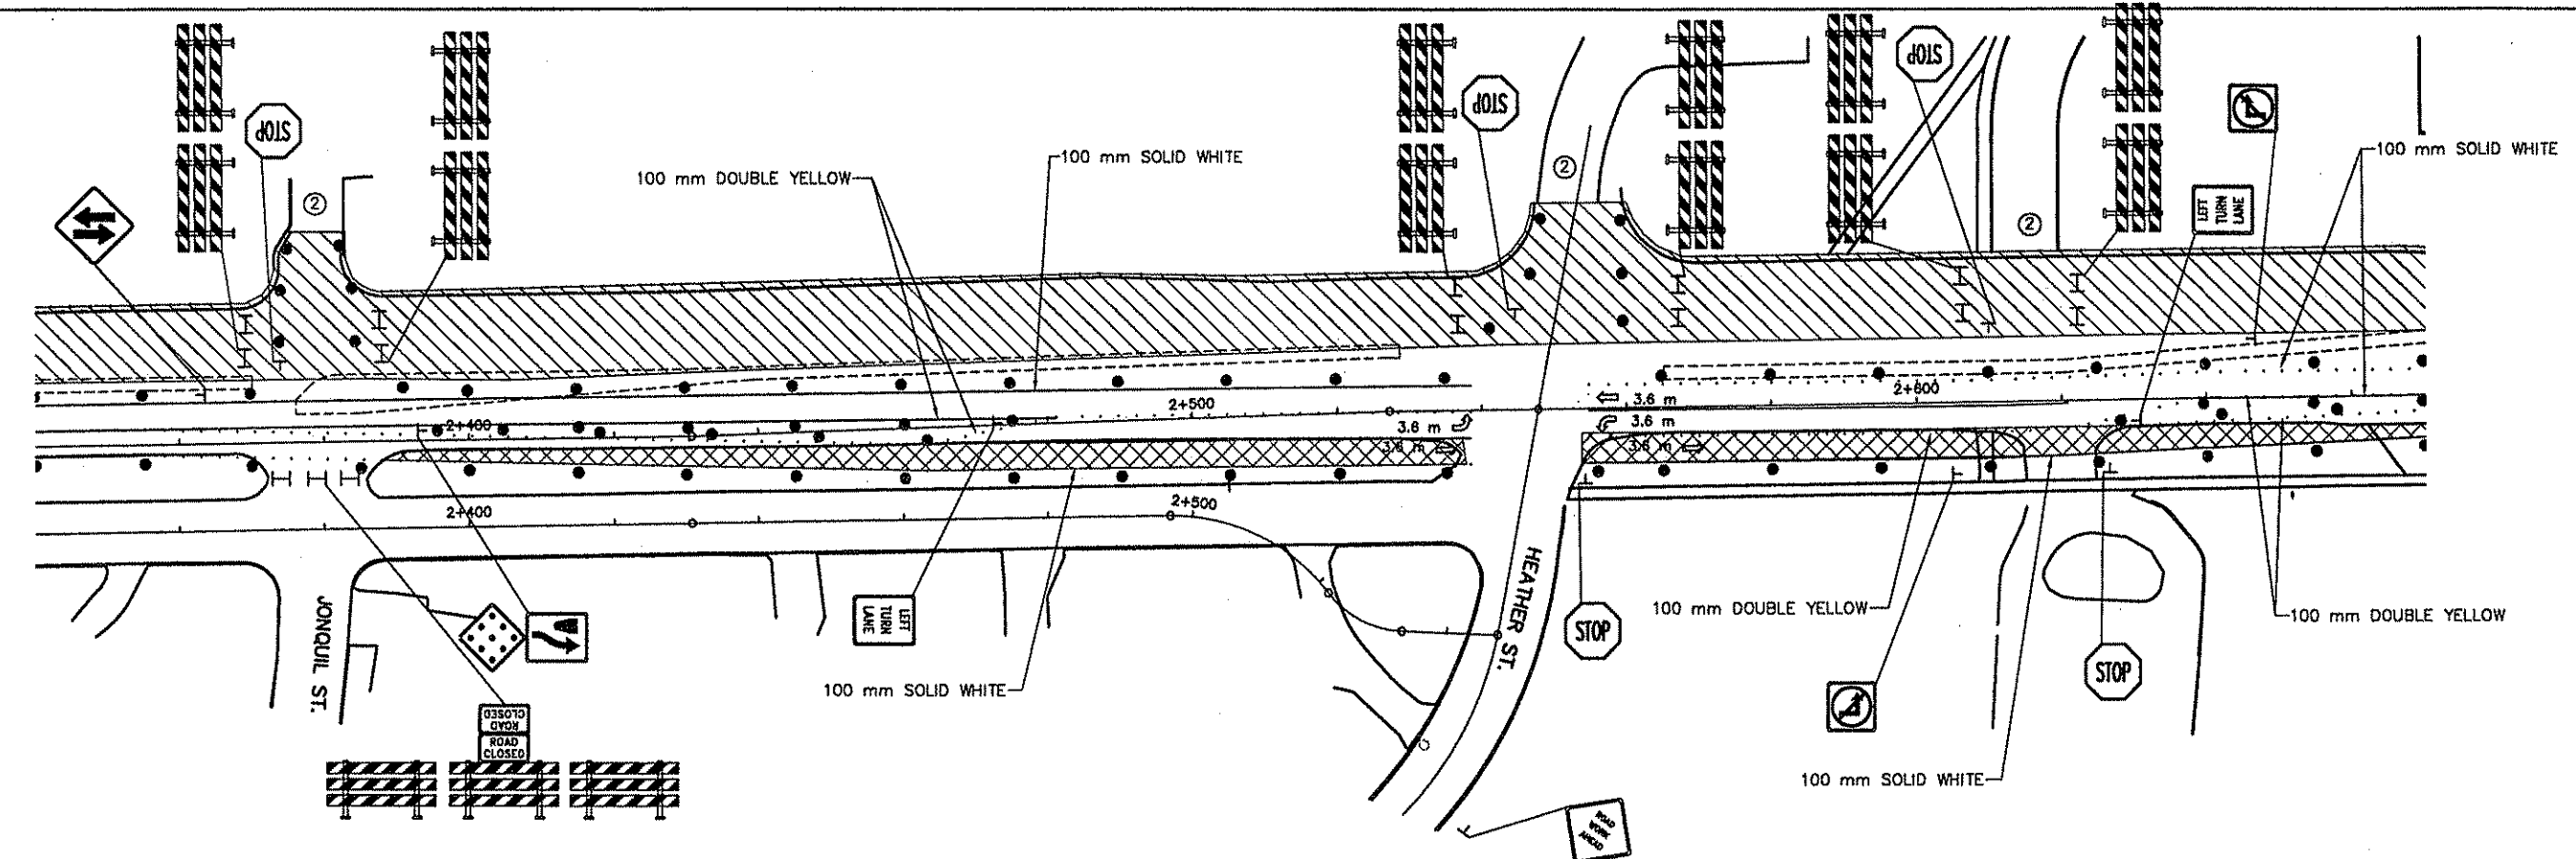 STOP
STOP
STOP
100 mm SOLID WHITE
100 mm DOUBLE YELLOW
100 mm SOLID WHITE
②
②
②
LEFT
TURN
LANE
2+600
2+500
3.6 m
2+400
3.6 m
3.6 m
3.6 m
3.6 m
2+400
2+500
HEATHER ST.
JONQUIL ST.
LEFT
TURN
LANE
100 mm DOUBLE YELLOW
100 mm DOUBLE YELLOW
STOP
STOP
100 mm SOLID WHITE
ROAD
CLOSED
ROAD
CLOSED
100 mm SOLID WHITE
ROAD
WORK
AHEAD